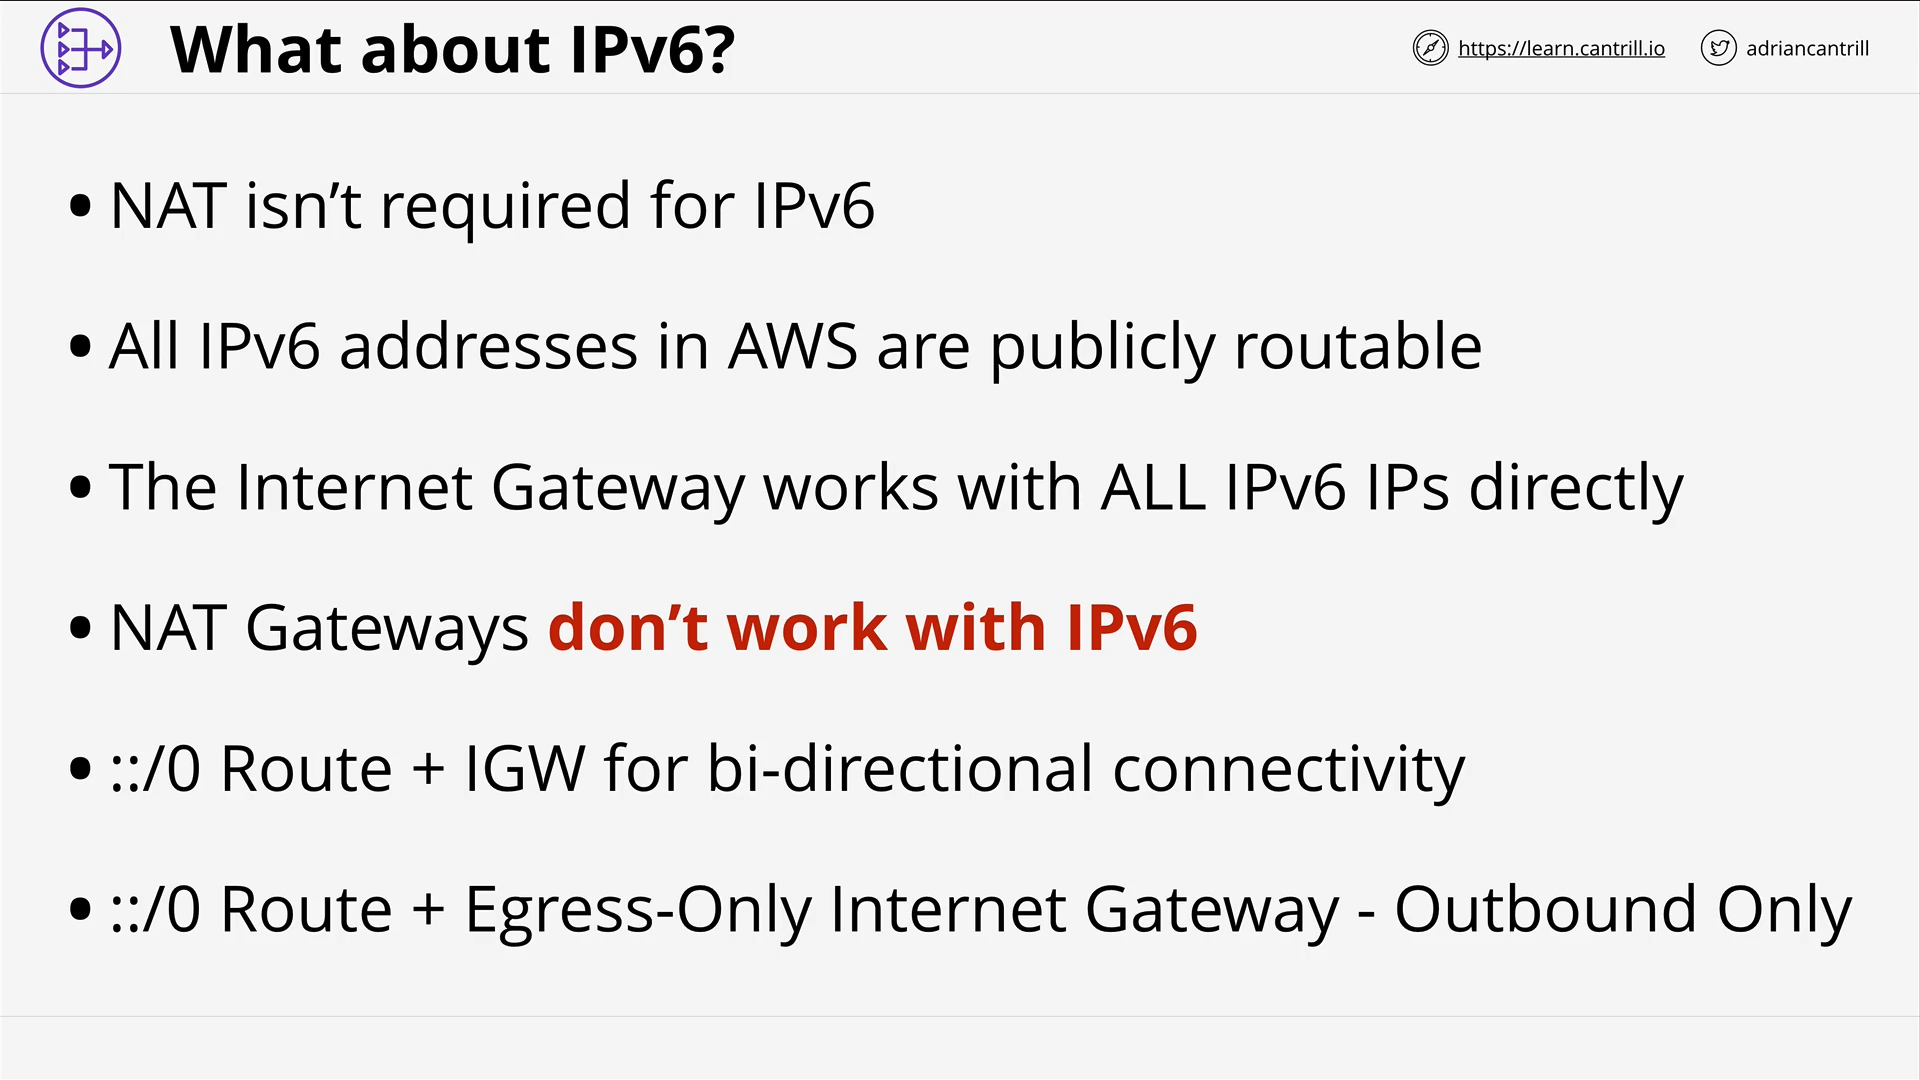 What about IPv6?
https://learn.cantrill.io
adriancantrill
• NAT isn’t required for IPv6
• All IPv6 addresses in AWS are publicly routable
• The Internet Gateway works with ALL IPv6 IPs directly
• NAT Gateways don’t work with IPv6
• ::/0 Route + IGW for bi-directional connectivity
• ::/0 Route + Egress-Only Internet Gateway - Outbound Only